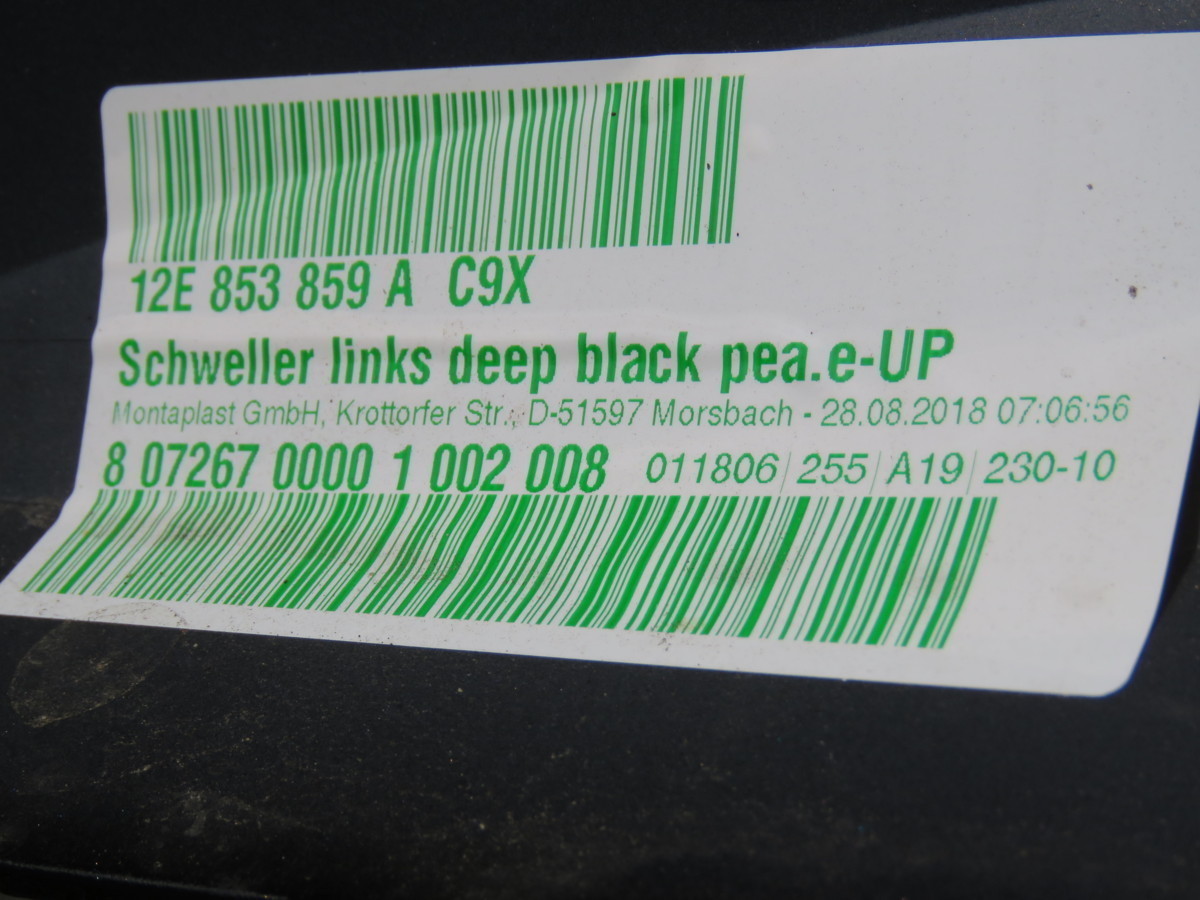 12E 853 859 A C9X
Schweller links deep black pea.e-UP
Montaplast GmbH, Krottorfer Str., D-51597 Morsbach - 28.08.2018 07:06:56
8 07267 0000 1 002 008 011806 | 255 | A19 | 230-10